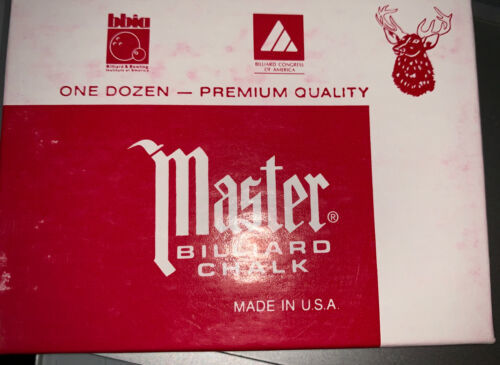 bbia
Billiard & Bowling
Institute of America
BILLIARD CONGRESS
OF AMERICA
ONE DOZEN — PREMIUM QUALITY
Master®
BILLIARD
CHALK
MADE IN U.S.A.